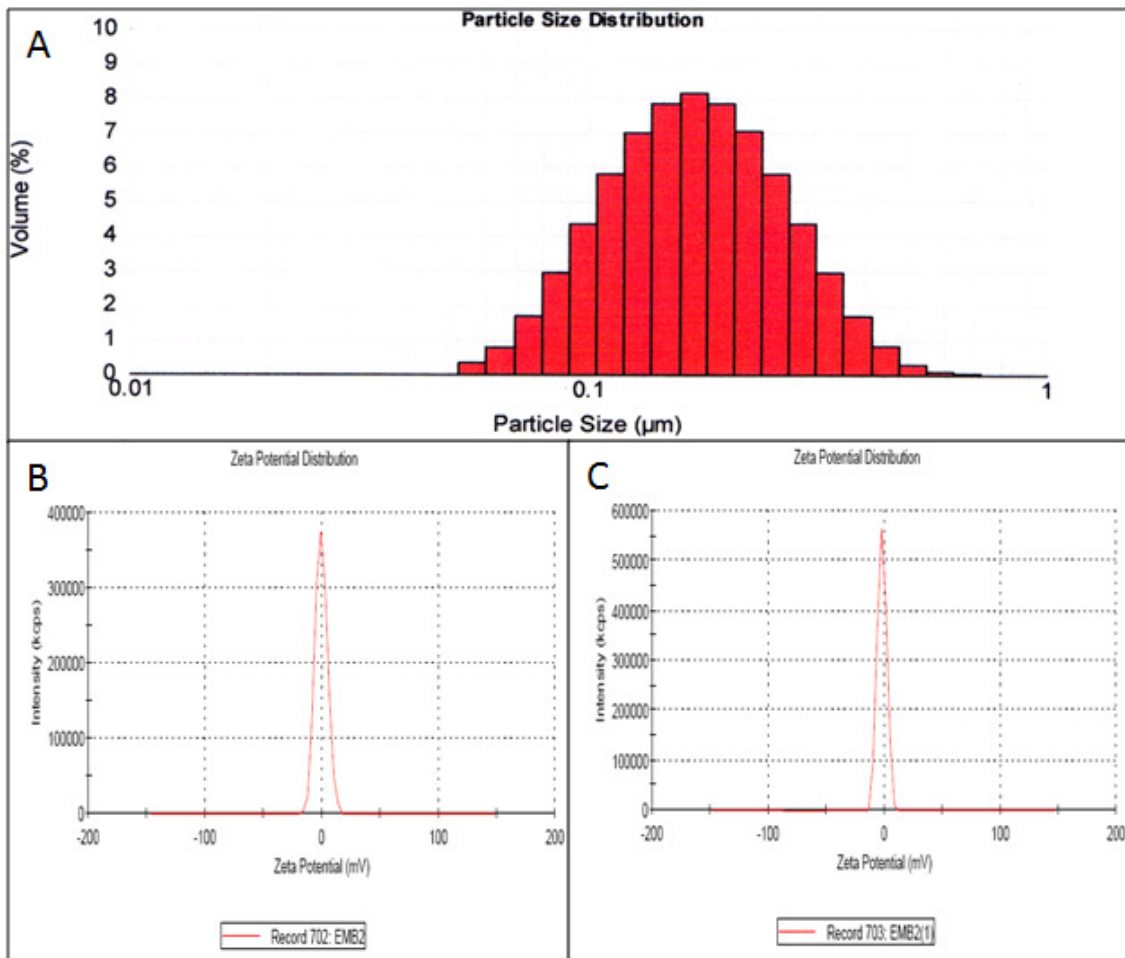 A
Particle Size Distribution
Volume (%)
10
9
8
7
6
5
4
3
2
1
0
0.01 0.1 1
Particle Size (µm)
B
Zeta Potential Distribution
Intensity (kcps)
400000
300000
200000
100000
0
-200 -100 0 100 200
Zeta Potential (mV)
Record 702: EMB2
C
Zeta Potential Distribution
Intensity (kcps)
600000
500000
400000
300000
200000
100000
0
-200 -100 0 100 200
Zeta Potential (mV)
Record 703: EMB2(1)